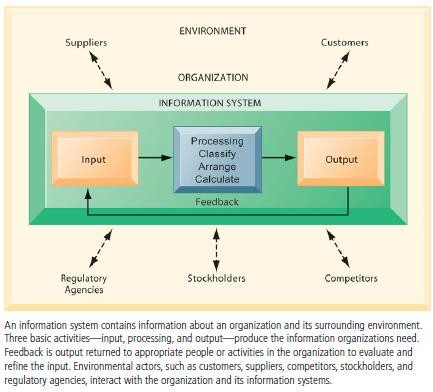 ENVIRONMENT
Suppliers
Customers
ORGANIZATION
INFORMATION SYSTEM
Input
Processing
Classify
Arrange
Calculate
Output
Feedback
Regulatory
Agencies
Stockholders
Competitors
An information system contains information about an organization and its surrounding environment.
Three basic activities—input, processing, and output—produce the information organizations need.
Feedback is output returned to appropriate people or activities in the organization to evaluate and
refine the input. Environmental actors, such as customers, suppliers, competitors, stockholders, and
regulatory agencies, interact with the organization and its information systems.